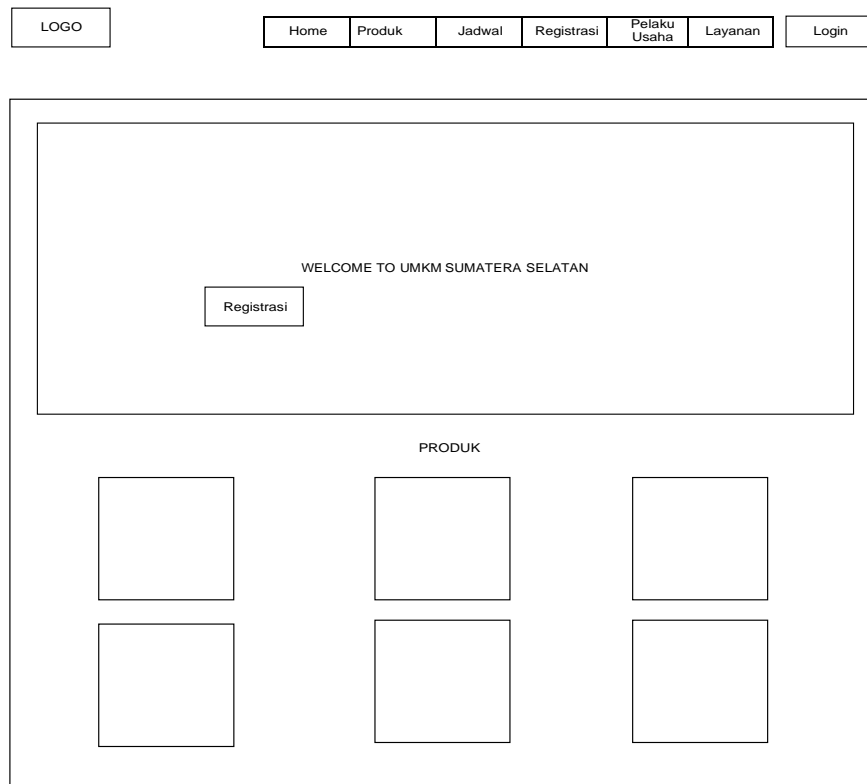 LOGO
Home
Produk
Jadwal
Registrasi
Pelaku
Usaha
Layanan
Login
WELCOME TO UMKM SUMATERA SELATAN
Registrasi
PRODUK